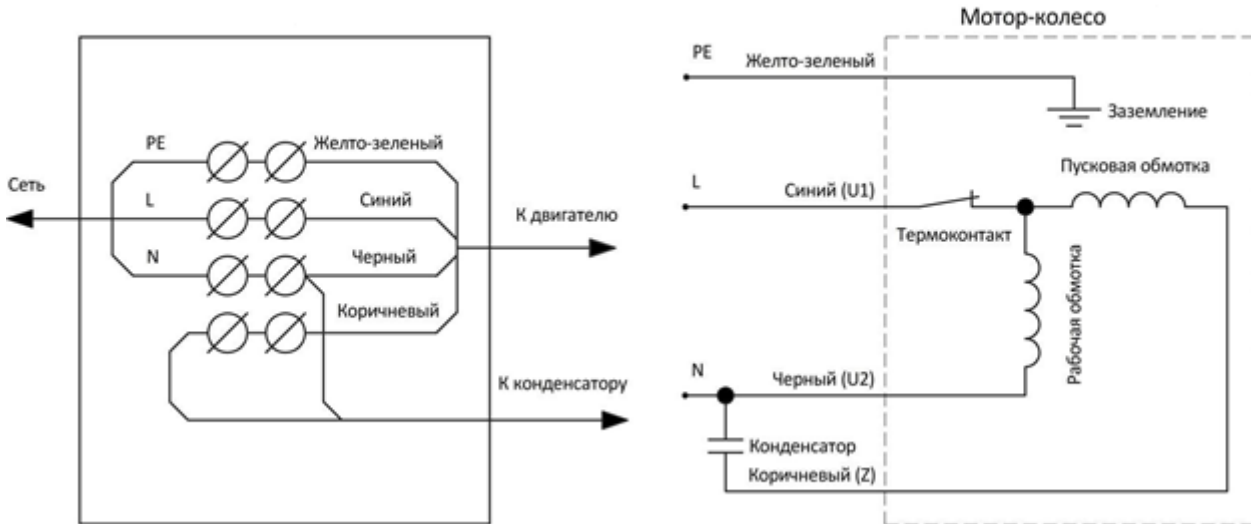 Сеть
PE
L
N
Желто-зеленый
Синий
Черный
Коричневый
К двигателю
К конденсатору
Мотор-колесо
PE
Желто-зеленый
Заземление
L
Синий (U1)
Термоконтакт
Пусковая обмотка
Рабочая обмотка
N
Черный (U2)
Конденсатор
Коричневый (Z)